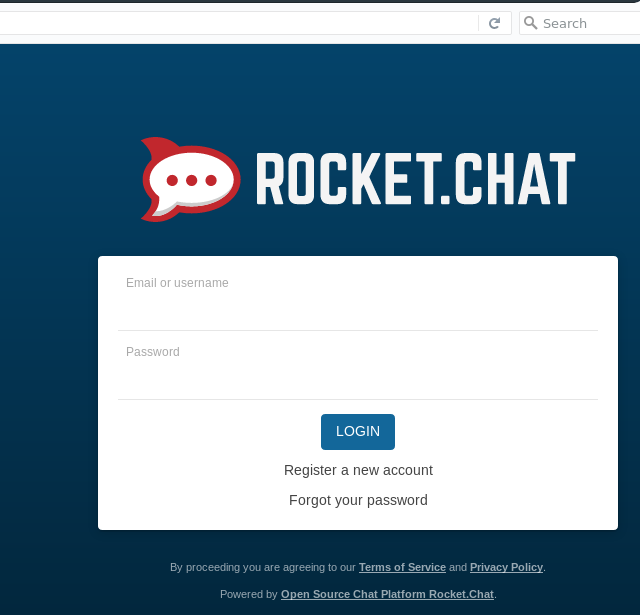 Search
ROCKET.CHAT
Email or username
Password
LOGIN
Register a new account
Forgot your password
By proceeding you are agreeing to our Terms of Service and Privacy Policy.
Powered by Open Source Chat Platform Rocket.Chat.